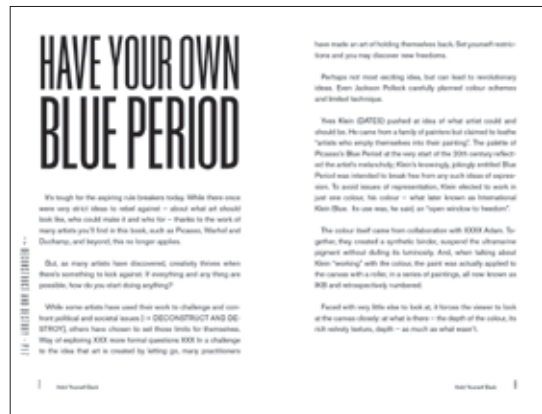 HAVE YOUR OWN
BLUE PERIOD
It's tough for the aspiring rule-breakers today. While there once
were very strict ideas to rebel against – about what art should
look like, who could make it and who for – thanks to the work of
many artists you'll find in this book, such as Picasso, Warhol and
Duchamp, and beyond, this no longer applies.
But, as many artists have discovered, creativity thrives when
there's something to kick against. If everything and any thing are
possible, how do you start doing anything?
While some artists have used their work to challenge and con-
front political and societal issues [→ DECONSTRUCT AND DE-
STROY], others have chosen to set those limits for themselves.
Way of exploring XXX more formal questions XXX In a challenge
to the idea that art is created by letting go, many practitioners
have made an art of holding themselves back. Set yourself restric-
tions and you may discover new freedoms.
Perhaps not most exciting idea, but can lead to revolutionary
ideas. Even Jackson Pollock carefully planned colour schemes
and limited technique.
Yves Klein (DATES) pushed at idea of what artist could and
should be. He came from a family of painters but claimed to loathe
"artists who empty themselves into their painting". The palette of
Picasso's Blue Period at the very start of the 20th century reflect-
ed the artist's melancholy; Klein's knowingly, jokingly entitled Blue
Period was intended to break free from any such ideas of expres-
sion. To avoid issues of representation, Klein elected to work in
just one colour, his colour – what later known as International
Klein Blue. Its use was, he said, an "open window to freedom".
The colour itself came from collaboration with XXXX Adam. To-
gether, they created a synthetic binder, suspend the ultramarine
pigment without dulling its luminosity. And, when talking about
Klein "working" with the colour, the paint was actually applied to
the canvas with a roller, in a series of paintings, all now known as
IKB and retrospectively numbered.
Faced with very little else to look at, it forces the viewer to look
at the canvas closely: at what is there – the depth of the colour, its
rich velvety texture, depth – as much as what wasn't.
Hold Yourself Back
Hold Yourself Back